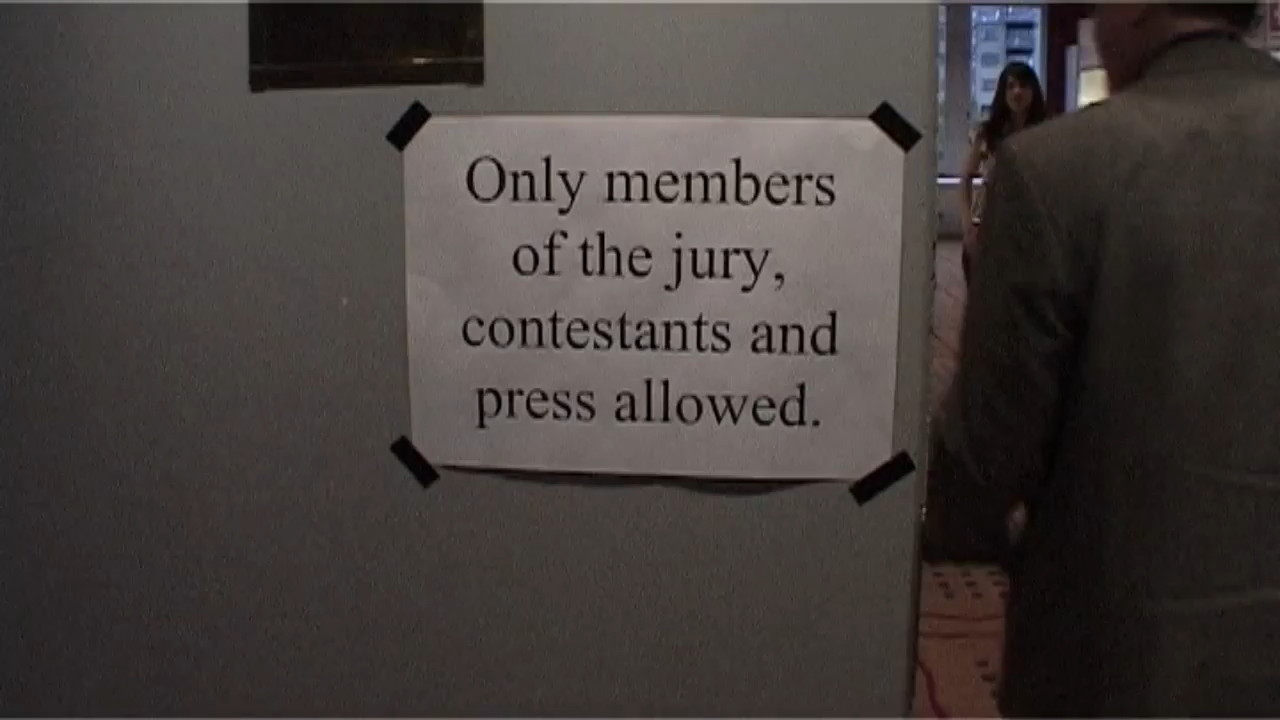 Only members
of the jury,
contestants and
press allowed.